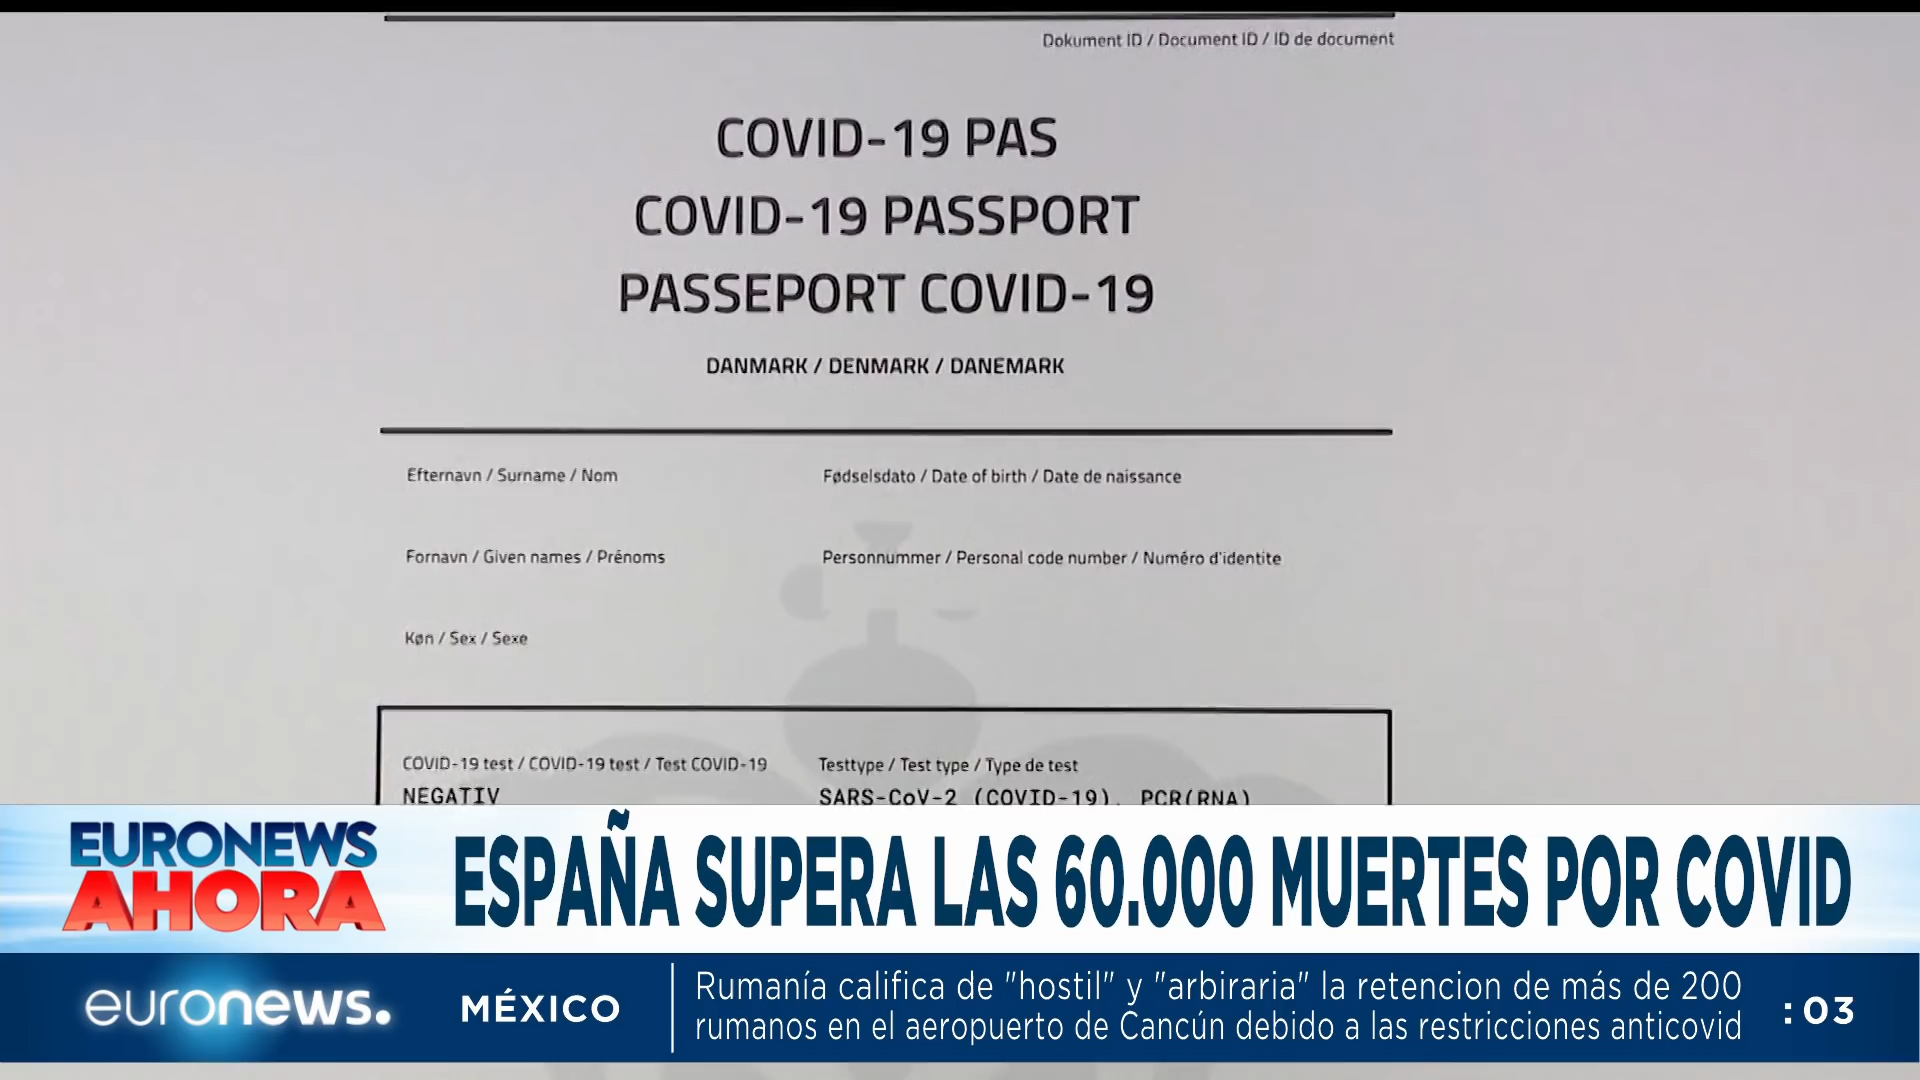 Dokument ID / Document ID / ID de document
COVID-19 PAS
COVID-19 PASSPORT
PASSEPORT COVID-19
DANMARK / DENMARK / DANEMARK
Efternavn / Surname / Nom
Fødselsdato / Date of birth / Date de naissance
Fornavn / Given names / Prénoms
Personnummer / Personal code number / Numéro d'identite
Køn / Sex / Sexe
COVID-19 test / COVID-19 test / Test COVID-19
Testtype / Test type / Type de test
NEGATIV
SARS-CoV-2 (COVID-19), PCR(RNA)
EURONEWS
AHORA
ESPAÑA SUPERA LAS 60.000 MUERTES POR COVID
euronews.
MÉXICO
Rumanía califica de "hostil" y "arbiraria" la retencion de más de 200
rumanos en el aeropuerto de Cancún debido a las restricciones anticovid
:03